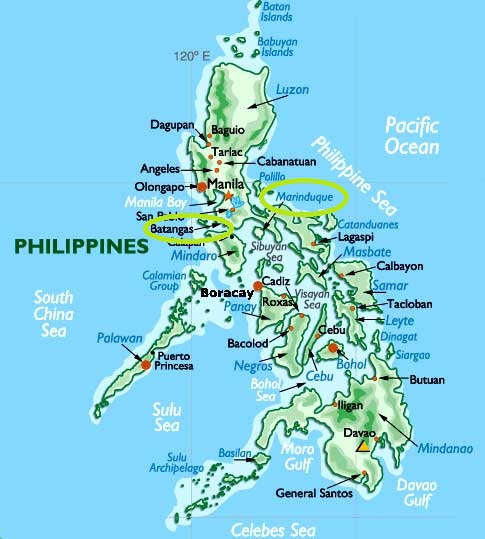 Batan
Islands
Babuyan
Islands
120° E
Luzon
Dagupan
Baguio
Pacific
Ocean
Tarlac
Cabanatuan
Angeles
Philippine Sea
Polillo
Olongapo
Manila
Marinduque
Manila Bay
San Pablo
Catanduanes
Batangas
Lagaspi
PHILIPPINES
Calapan
Sibuyan
Sea
Masbate
Mindaro
Calbayon
Calamian
Group
Cadiz
Samar
South
China
Sea
Boracay
Roxas
Visayan
Sea
Tacloban
Panay
Leyte
Palawan
Bacolod
Cebu
Dinagat
Puerto
Princesa
Negros
Cebu
Bohol
Siargao
Bohol
Sea
Butuan
Sulu
Sea
Iligan
Davao
Mindanao
Basilan
Moro
Gulf
Sulu
Archipelago
General Santos
Davao
Gulf
Celebes Sea